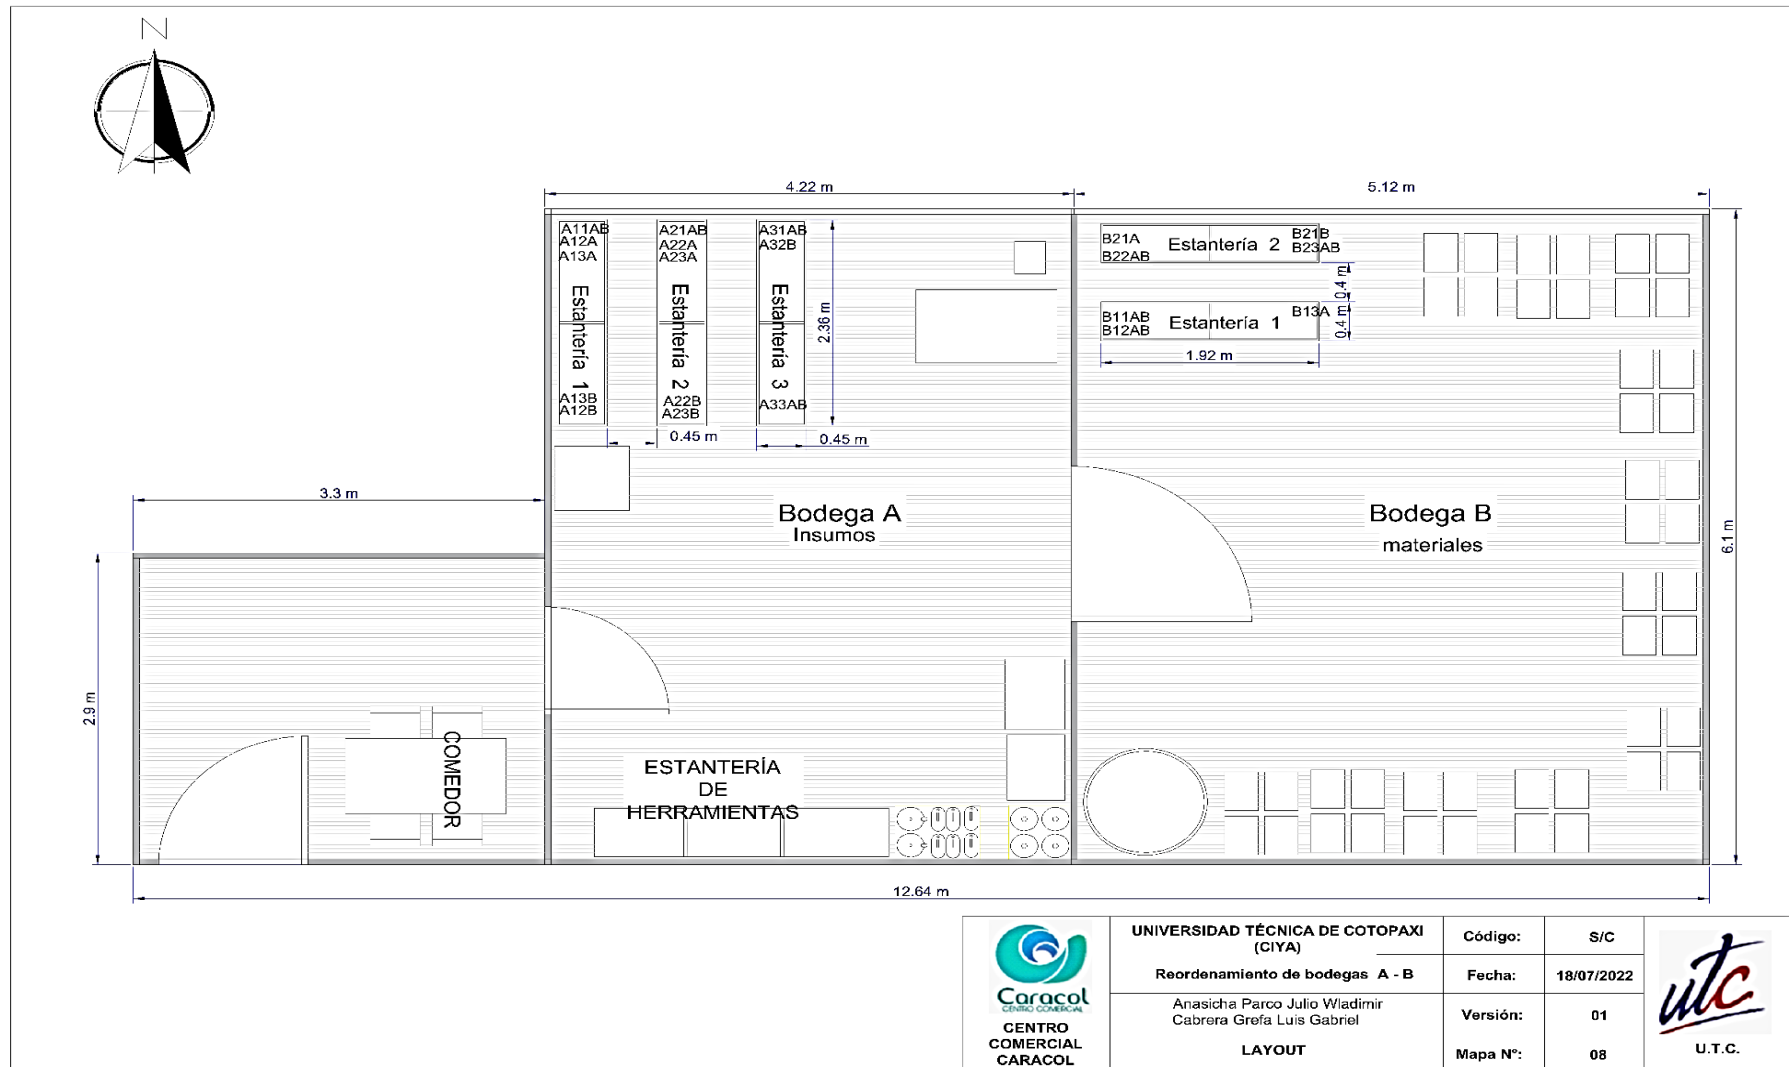 N
4.22 m
5.12 m
A11AB
A12A
A13A
Estantería 1
A13B
A12B
A21AB
A22A
A23A
Estantería 2
A22B
A23B
A31AB
A32B
Estantería 3
A33AB
2.36 m
0.45 m
0.45 m
B21A
B22AB
Estantería 2
B21B
B23AB
0.4 m
B11AB
B12AB
Estantería 1
B13A
0.4 m
1.92 m
3.3 m
Bodega A
Insumos
Bodega B
materiales
6.1 m
2.9 m
COMEDOR
ESTANTERÍA
DE
HERRAMIENTAS
12.64 m
Caracol
CENTRO COMERCIAL
CENTRO
COMERCIAL
CARACOL
UNIVERSIDAD TÉCNICA DE COTOPAXI
(CIYA)
Reordenamiento de bodegas A - B
Anasicha Parco Julio Wladimir
Cabrera Grefa Luis Gabriel
LAYOUT
Código: S/C
Fecha: 18/07/2022
Versión: 01
Mapa N°: 08
utc
U.T.C.